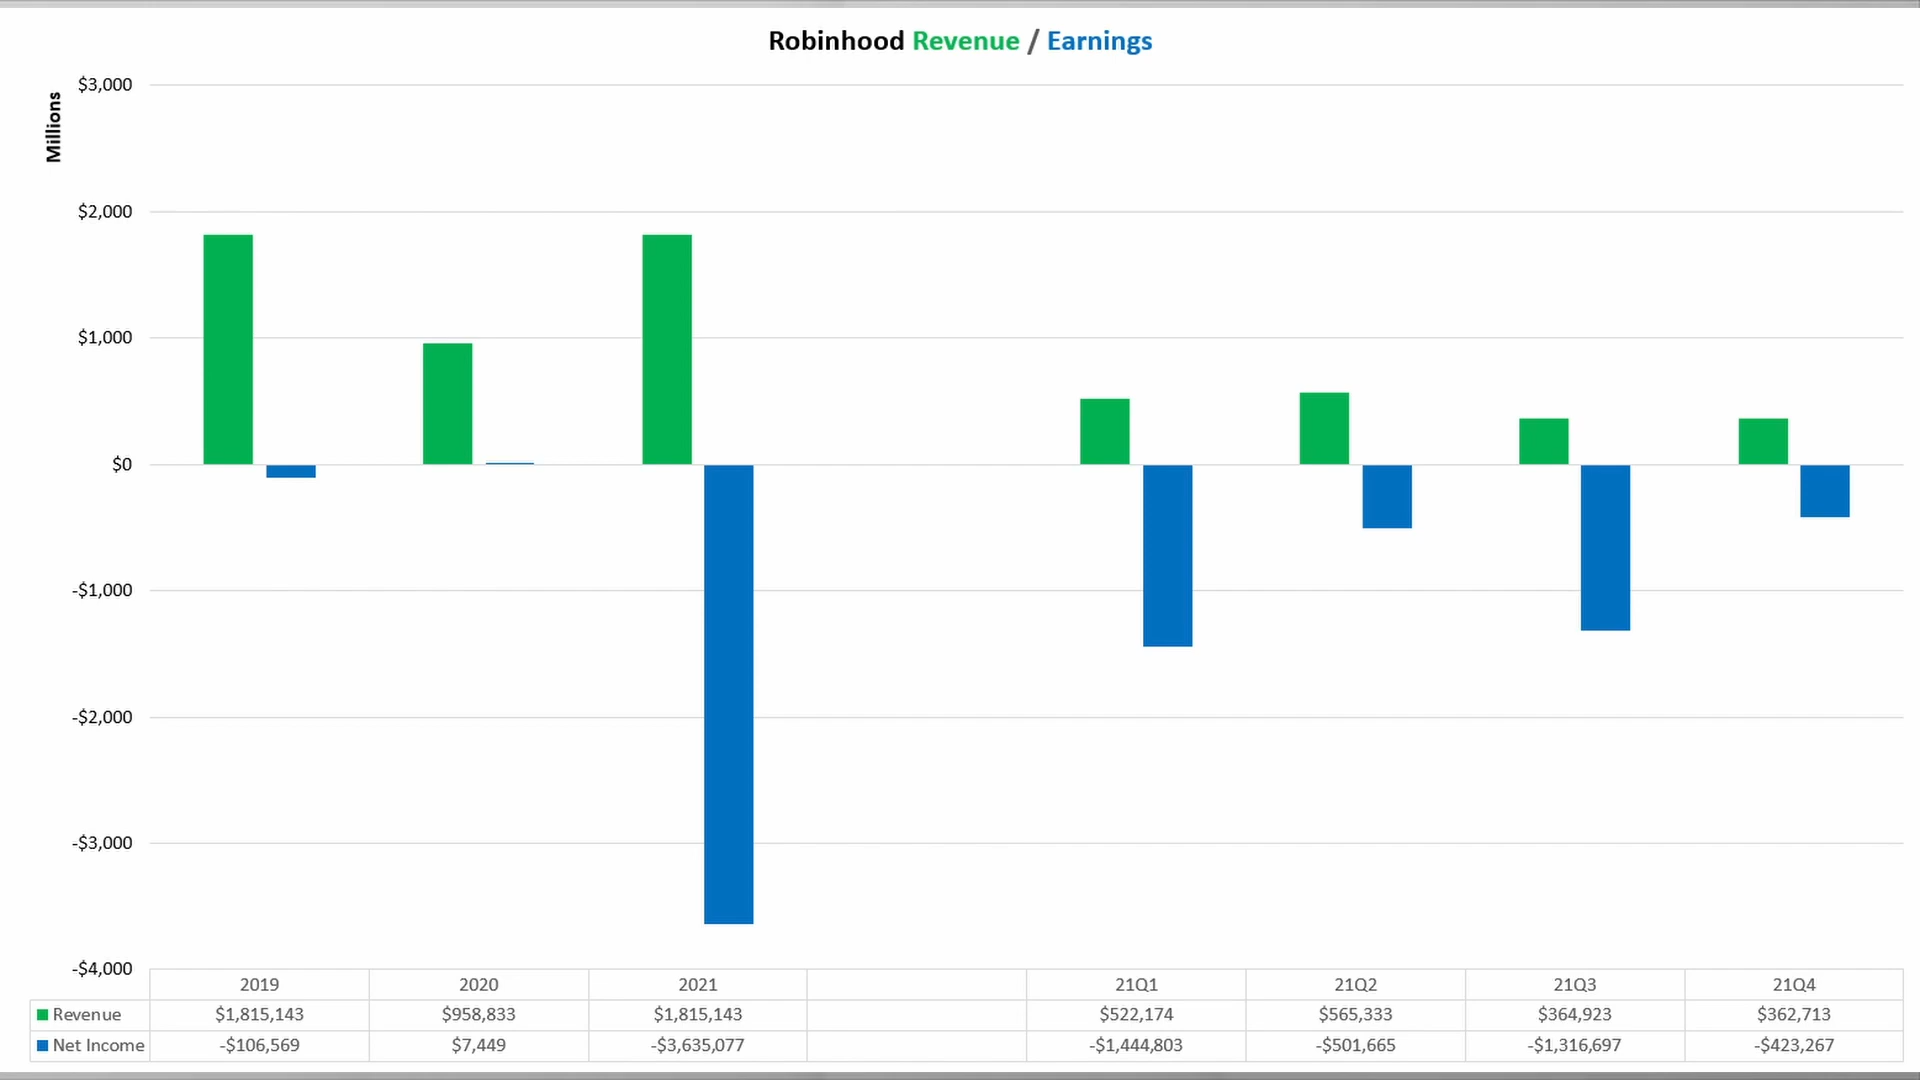 Robinhood Revenue / Earnings
Millions
$3,000
$2,000
$1,000
$0
-$1,000
-$2,000
-$3,000
-$4,000
2019 2020 2021 21Q1 21Q2 21Q3 21Q4
Revenue $1,815,143 $958,833 $1,815,143 $522,174 $565,333 $364,923 $362,713
Net Income -$106,569 $7,449 -$3,635,077 -$1,444,803 -$501,665 -$1,316,697 -$423,267